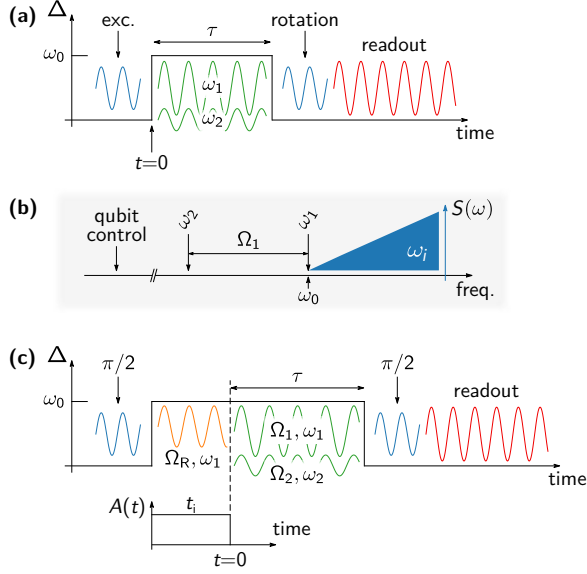 (a)
Δ
exc.
τ
rotation
readout
ω₀
ω₁
ω₂
time
t=0
(b)
qubit
control
ω₂
ω₁
Ω₁
S(ω)
ωᵢ
ω₀
freq.
(c)
Δ
π/2
τ
π/2
readout
ω₀
Ω_R, ω₁
Ω₁, ω₁
Ω₂, ω₂
time
A(t)
tᵢ
time
t=0